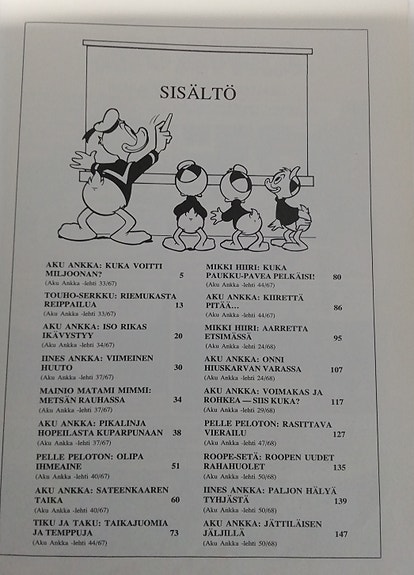 SISÄLTÖ
AKU ANKKA: KUKA VOITTI
MILJOONAN? 5
(Aku Ankka -lehti 33/67)
TOUHO-SERKKU: RIEMUKASTA
REIPPAILUA 13
(Aku Ankka -lehti 33/67)
AKU ANKKA: ISO RIKAS
IKÄVYSTYY 20
(Aku Ankka -lehti 34/67)
IINES ANKKA: VIIMEINEN
HUUTO 30
(Aku Ankka -lehti 37/67)
MAINIO MATAMI MIMMI:
METSÄN RAUHASSA 34
(Aku Ankka -lehti 37/67)
AKU ANKKA: PIKALINJA
HOPEILASTA KUPARPUNAAN 38
(Aku Ankka -lehti 37/67)
PELLE PELOTON: OLIPA
IHMEAINE 51
(Aku Ankka -lehti 40/67)
AKU ANKKA: SATEENKAAREN
TAIKA 60
(Aku Ankka -lehti 40/67)
TIKU JA TAKU: TAIKAJUOMIA
JA TEMPPUJA 73
(Aku Ankka -lehti 44/67)
MIKKI HIIRI: KUKA
PAUKKU-PAVEA PELKÄISI! 80
(Aku Ankka -lehti 44/67)
AKU ANKKA: KIIRETTÄ
PITÄÄ... 86
(Aku Ankka -lehti 44/67)
MIKKI HIIRI: AARRETTA
ETSIMÄSSÄ 95
(Aku Ankka -lehti 24/68)
AKU ANKKA: ONNI
HIUSKARVAN VARASSA 107
(Aku Ankka -lehti 24/68)
AKU ANKKA: VOIMAKAS JA
ROHKEA — SIIS KUKA? 117
(Aku Ankka -lehti 29/68)
PELLE PELOTON: RASITTAVA
VIERAILU 127
(Aku Ankka -lehti 47/68)
ROOPE-SETÄ: ROOPEN UUDET
RAHAHUOLET 135
(Aku Ankka -lehti 50/68)
IINES ANKKA: PALJON HÄLYÄ
TYHJÄSTÄ 139
(Aku Ankka -lehti 50/68)
AKU ANKKA: JÄTTILÄISEN
JÄLJILLÄ 147
(Aku Ankka -lehti 50/68)